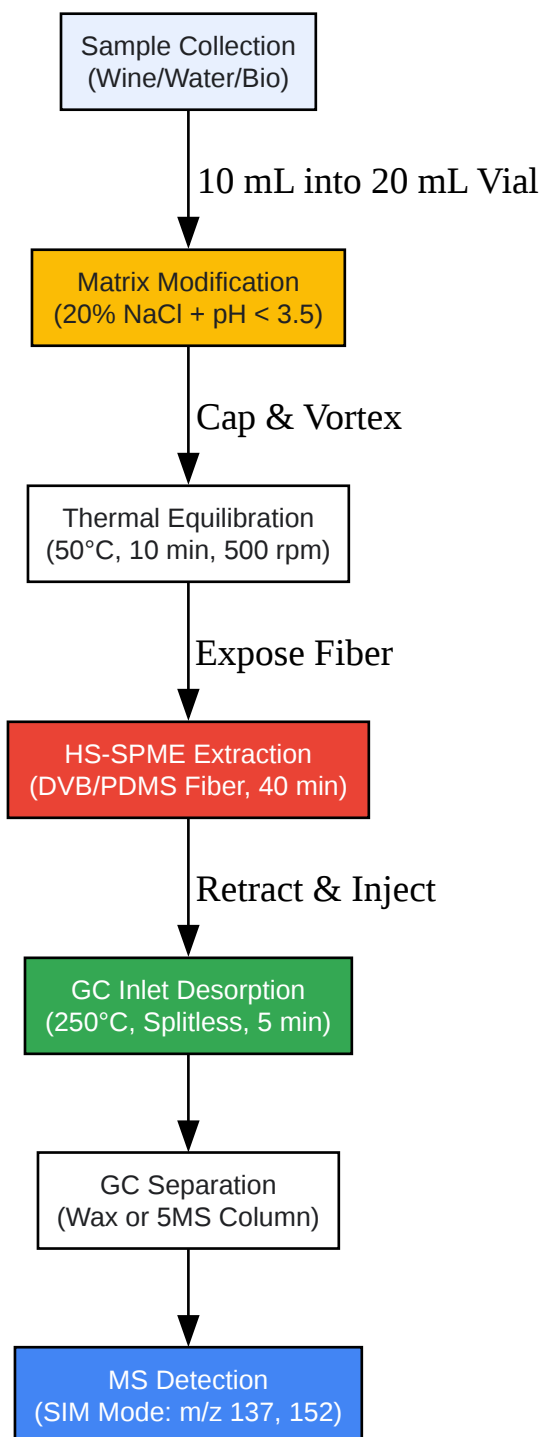 Sample Collection
(Wine/Water/Bio)
10 mL into 20 mL Vial
Matrix Modification
(20% NaCl + pH < 3.5)
Cap & Vortex
Thermal Equilibration
(50°C, 10 min, 500 rpm)
Expose Fiber
HS-SPME Extraction
(DVB/PDMS Fiber, 40 min)
Retract & Inject
GC Inlet Desorption
(250°C, Splitless, 5 min)
GC Separation
(Wax or 5MS Column)
MS Detection
(SIM Mode: m/z 137, 152)